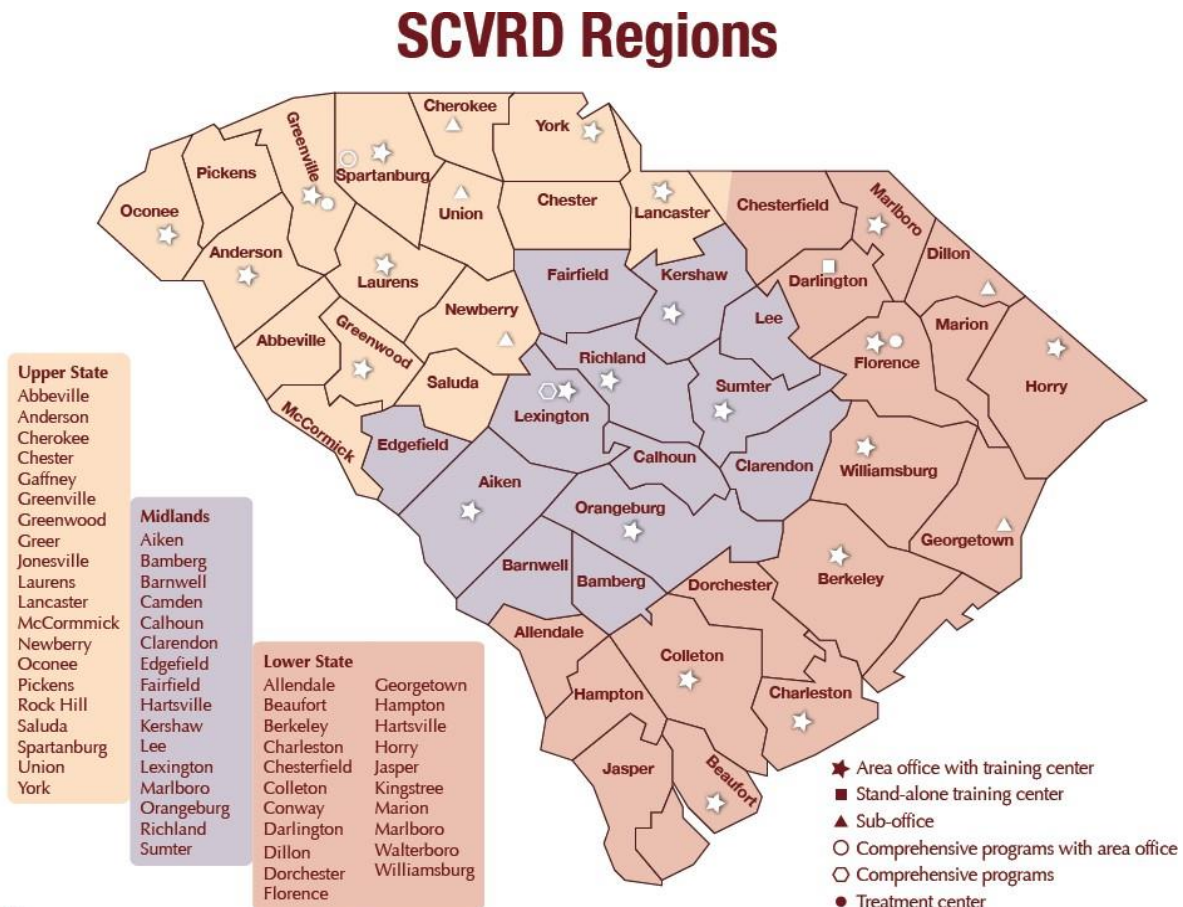 SCVRD Regions
Cherokee
York
Greenville
Pickens
Spartanburg
Oconee
Union
Chester
Lancaster
Chesterfield
Marlboro
Anderson
Laurens
Fairfield
Kershaw
Darlington
Dillon
Abbeville
Greenwood
Newberry
Lee
Marion
Saluda
Richland
Sumter
Florence
Horry
McCormick
Edgefield
Lexington
Calhoun
Clarendon
Williamsburg
Aiken
Orangeburg
Georgetown
Barnwell
Bamberg
Dorchester
Berkeley
Allendale
Colleton
Hampton
Charleston
Jasper
Beaufort
Upper State
Abbeville
Anderson
Cherokee
Chester
Gaffney
Greenville
Greenwood
Greer
Jonesville
Laurens
Lancaster
McCormmick
Newberry
Oconee
Pickens
Rock Hill
Saluda
Spartanburg
Union
York
Midlands
Aiken
Bamberg
Barnwell
Camden
Calhoun
Clarendon
Edgefield
Fairfield
Hartsville
Kershaw
Lee
Lexington
Marlboro
Orangeburg
Richland
Sumter
Lower State
Allendale
Beaufort
Berkeley
Charleston
Chesterfield
Colleton
Conway
Darlington
Dillon
Dorchester
Florence
Georgetown
Hampton
Hartsville
Horry
Jasper
Kingstree
Marion
Marlboro
Walterboro
Williamsburg
Area office with training center
Stand-alone training center
Sub-office
Comprehensive programs with area office
Comprehensive programs
Treatment center